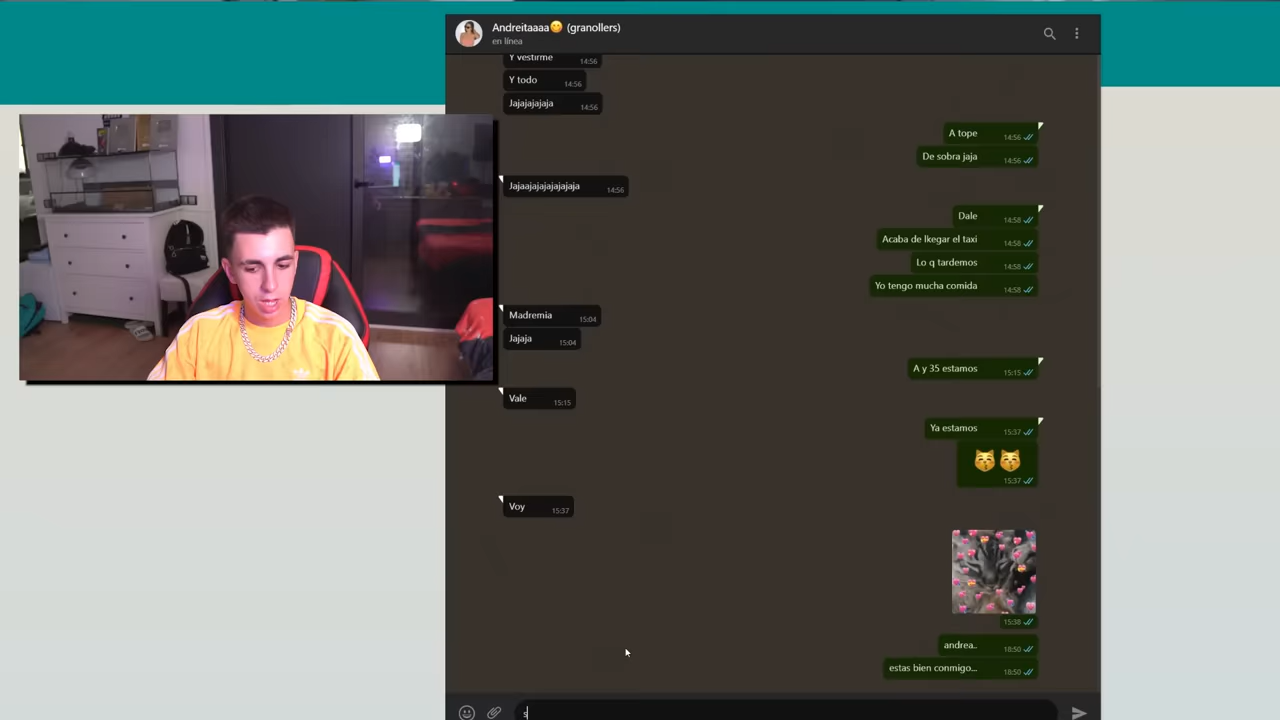 Andreitaaaa😋 (granollers)
en línea
Y vestirme 14:56
Y todo 14:56
Jajajajajaja 14:56
A tope 14:56
De sobra jaja 14:56
Jajaajajajajajajaja 14:56
Dale 14:58
Acaba de lkegar el taxi 14:58
Lo q tardemos 14:58
Yo tengo mucha comida 14:58
Madremia 15:04
Jajaja 15:04
A y 35 estamos 15:15
Vale 15:15
Ya estamos 15:37
😽😽
15:37
Voy 15:37
15:38
andrea.. 18:50
estas bien conmigo... 18:50
s